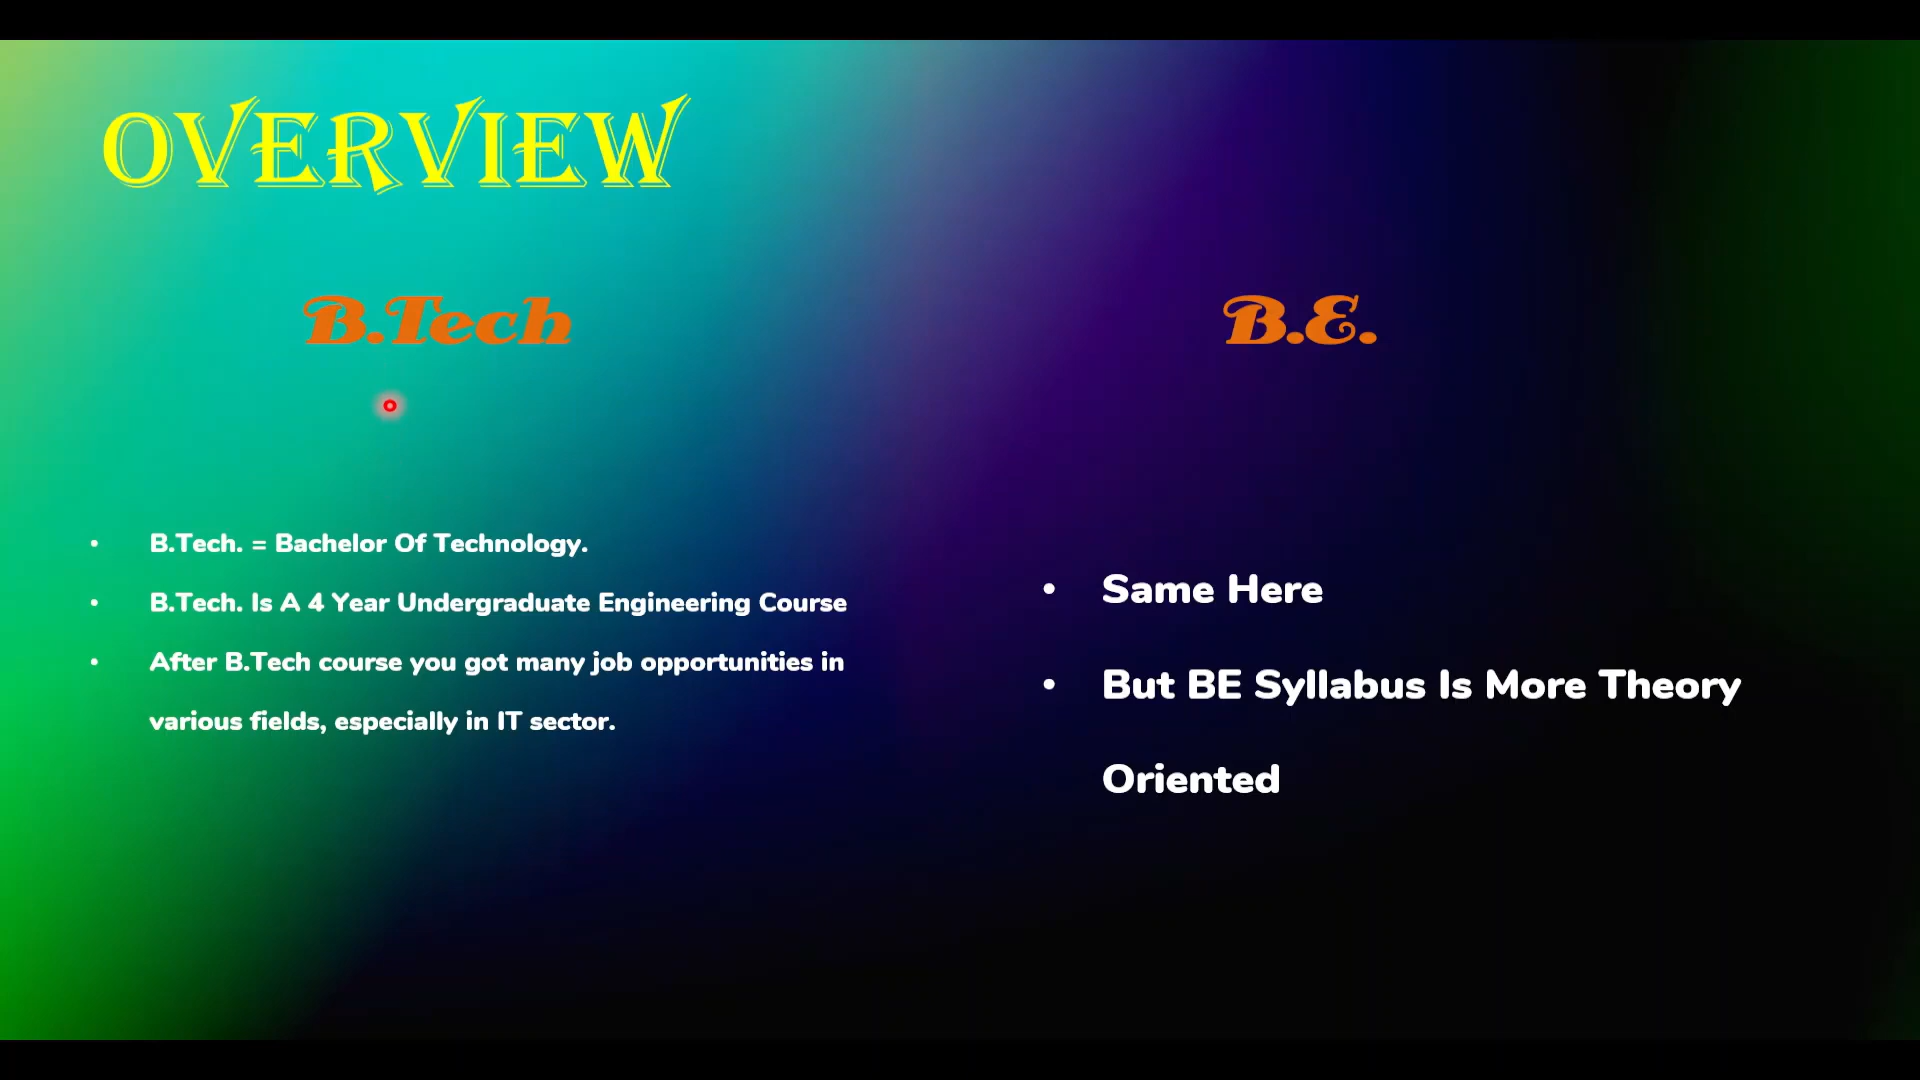 OVERVIEW
B.Tech
B.E.
• B.Tech. = Bachelor Of Technology.
• B.Tech. Is A 4 Year Undergraduate Engineering Course
• After B.Tech course you got many job opportunities in
various fields, especially in IT sector.
• Same Here
• But BE Syllabus Is More Theory
Oriented